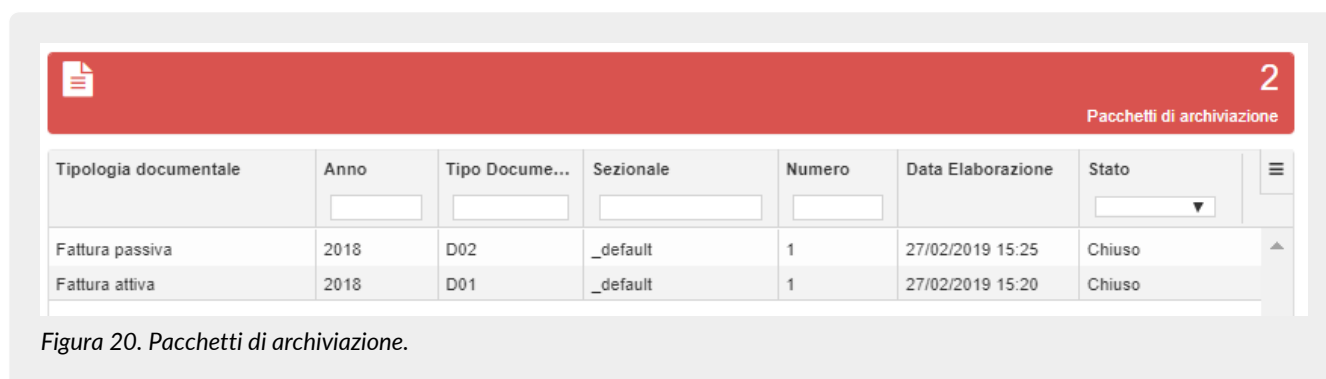 2
Pacchetti di archiviazione
Tipologia documentale Anno Tipo Docume... Sezionale Numero Data Elaborazione Stato
Fattura passiva 2018 D02 _default 1 27/02/2019 15:25 Chiuso
Fattura attiva 2018 D01 _default 1 27/02/2019 15:20 Chiuso
Figura 20. Pacchetti di archiviazione.